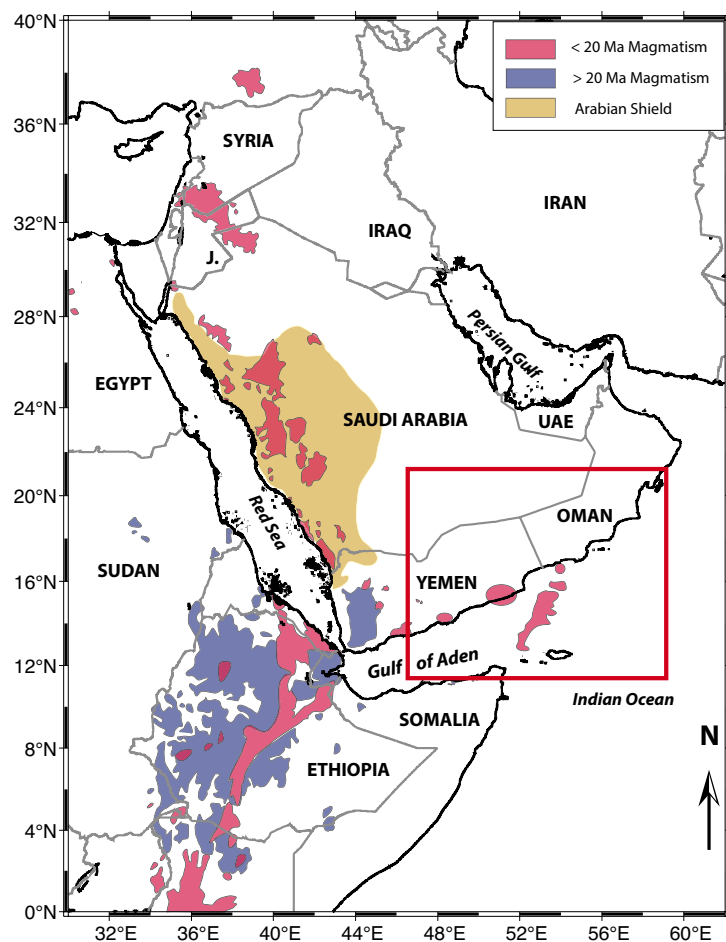 40°N
< 20 Ma Magmatism
> 20 Ma Magmatism
Arabian Shield
36°N
SYRIA
IRAN
32°N
IRAQ
J.
28°N
Persian Gulf
EGYPT
24°N
SAUDI ARABIA
UAE
20°N
Red Sea
OMAN
SUDAN
YEMEN
16°N
12°N
Gulf of Aden
Indian Ocean
SOMALIA
N
8°N
ETHIOPIA
4°N
0°N
32°E 36°E 40°E 44°E 48°E 52°E 56°E 60°E